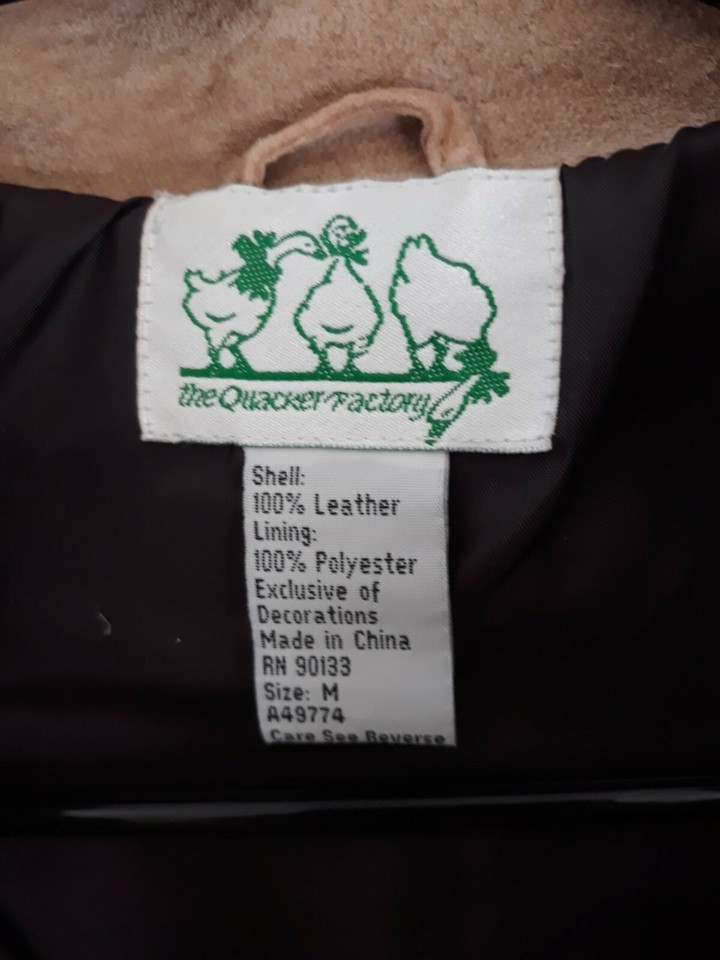 the Quacker Factory
Shell:
100% Leather
Lining:
100% Polyester
Exclusive of
Decorations
Made in China
RN 90133
Size: M
A49774
Care See Reverse